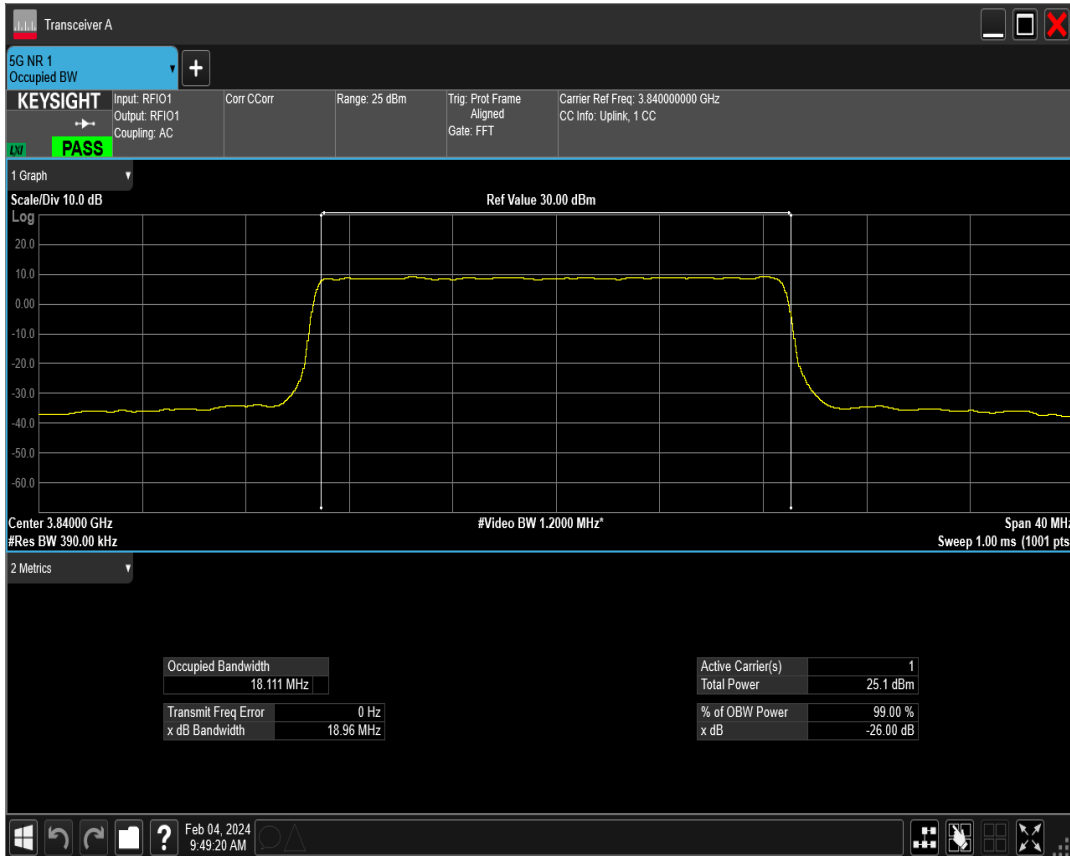 Transceiver A
5G NR 1
Occupied BW
+
KEYSIGHT
LXI
PASS
Input: RFIO1
Output: RFIO1
Coupling: AC
Corr CCorr
Range: 25 dBm
Trig: Prot Frame
Aligned
Gate: FFT
Carrier Ref Freq: 3.840000000 GHz
CC Info: Uplink, 1 CC
1 Graph
Scale/Div 10.0 dB
Ref Value 30.00 dBm
Log
20.0
10.0
0.00
-10.0
-20.0
-30.0
-40.0
-50.0
-60.0
Center 3.84000 GHz
#Video BW 1.2000 MHz*
Span 40 MHz
#Res BW 390.00 kHz
Sweep 1.00 ms (1001 pts
2 Metrics
Occupied Bandwidth
18.111 MHz
Transmit Freq Error 0 Hz
x dB Bandwidth 18.96 MHz
Active Carrier(s) 1
Total Power 25.1 dBm
% of OBW Power 99.00 %
x dB -26.00 dB
?
Feb 04, 2024
9:49:20 AM